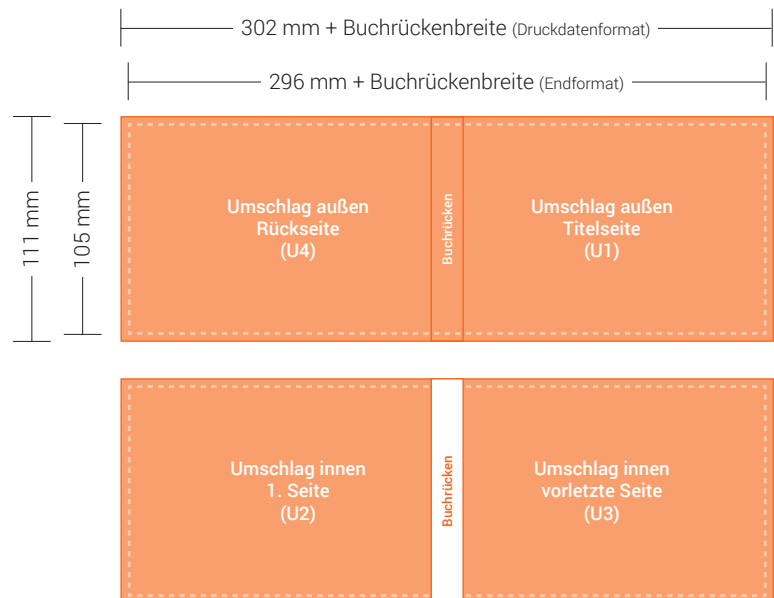 302 mm + Buchrückenbreite (Druckdatenformat)
296 mm + Buchrückenbreite (Endformat)
111 mm
105 mm
Umschlag außen
Rückseite
(U4)
Buchrücken
Umschlag außen
Titelseite
(U1)
Umschlag innen
1. Seite
(U2)
Buchrücken
Umschlag innen
vorletzte Seite
(U3)